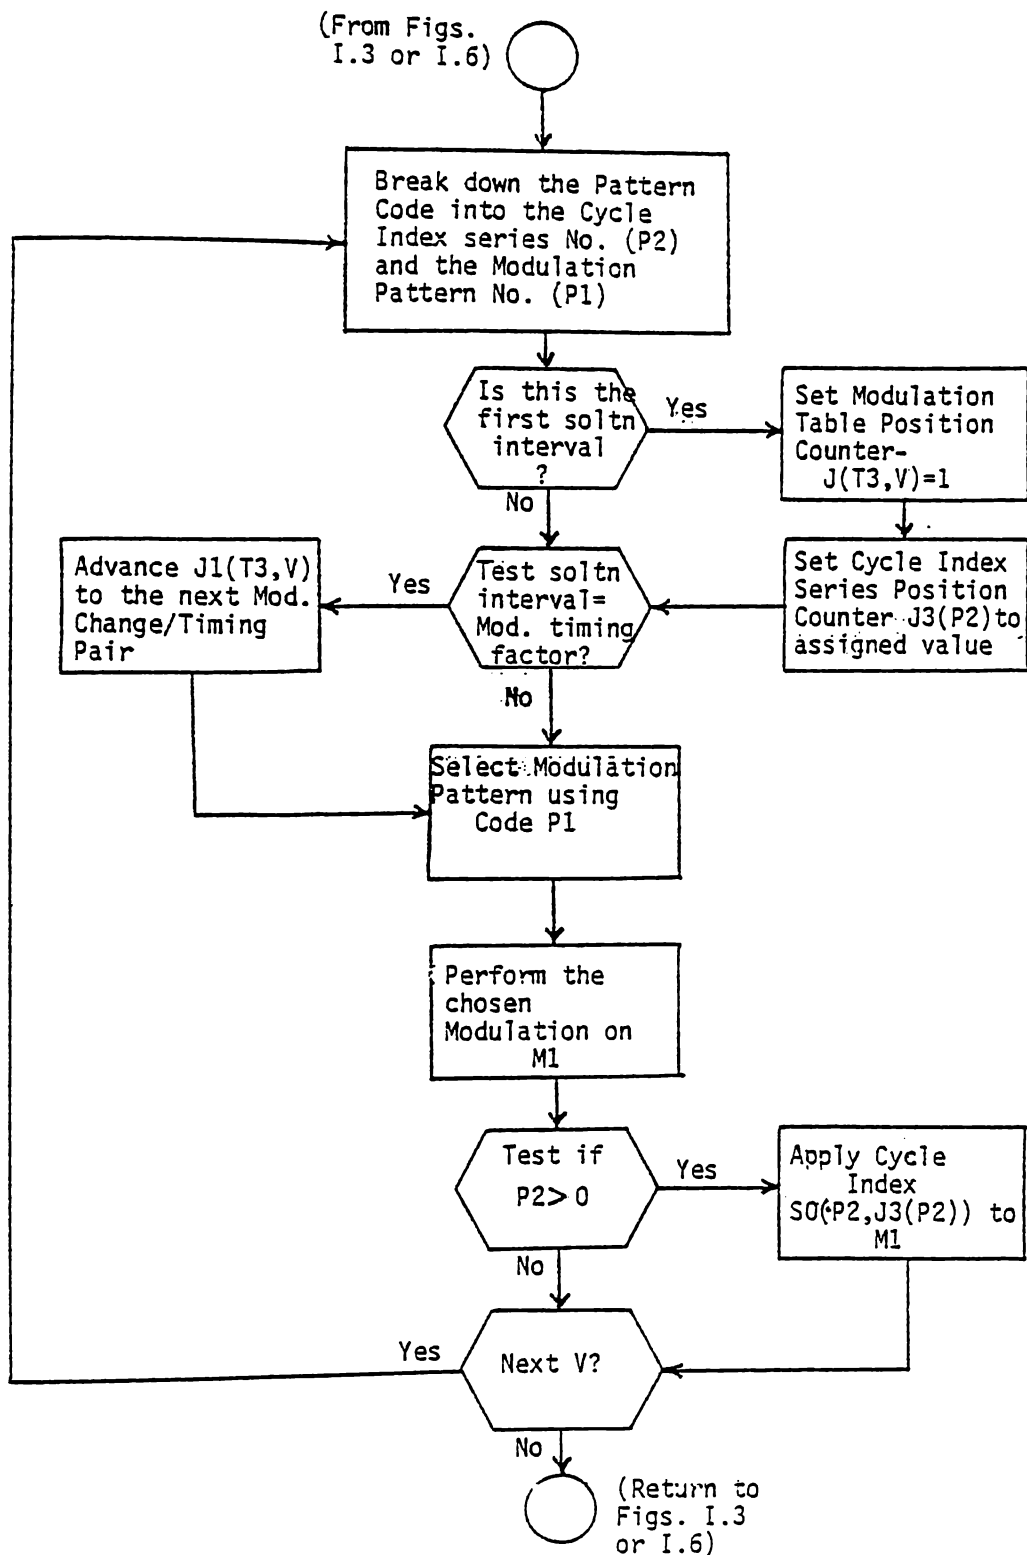 (From Figs.
I.3 or I.6)
Break down the Pattern
Code into the Cycle
Index series No. (P2)
and the Modulation
Pattern No. (P1)
Is this the
first soltn
interval
?
Yes
No
Set Modulation
Table Position
Counter-
J(T3,V)=1
Set Cycle Index
Series Position
Counter J3(P2)to
assigned value
Test soltn
interval=
Mod. timing
factor?
Yes
No
Advance J1(T3,V)
to the next Mod.
Change/Timing
Pair
Select Modulation
Pattern using
Code P1
Perform the
chosen
Modulation on
M1
Test if
P2> 0
Yes
No
Apply Cycle
Index
SO(P2,J3(P2)) to
M1
Next V?
Yes
No
(Return to
Figs. I.3
or I.6)